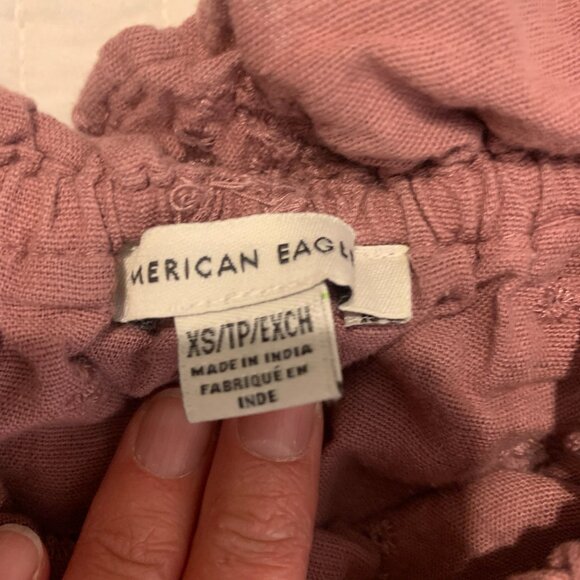 MERICAN EAGL
XS/TP/EXCH
MADE IN INDIA
FABRIQUÉ EN
INDE